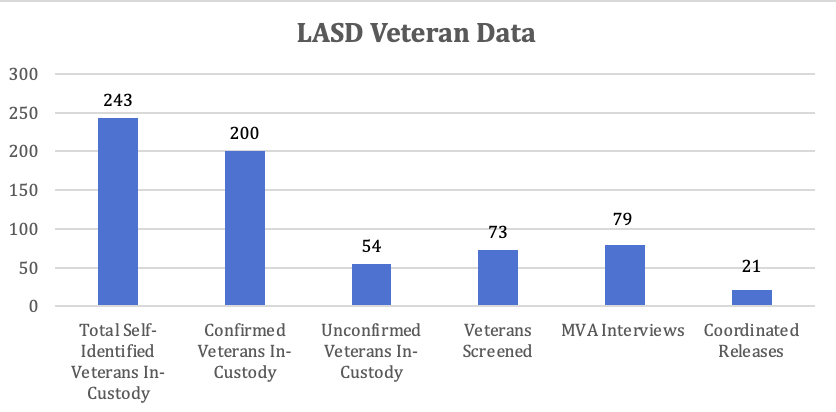 LASD Veteran Data
300
250
200
150
100
50
0
243
200
54
73
79
21
Total Self-
Identified
Veterans In-
Custody
Confirmed
Veterans In-
Custody
Unconfirmed
Veterans In-
Custody
Veterans
Screened
MVA Interviews
Coordinated
Releases